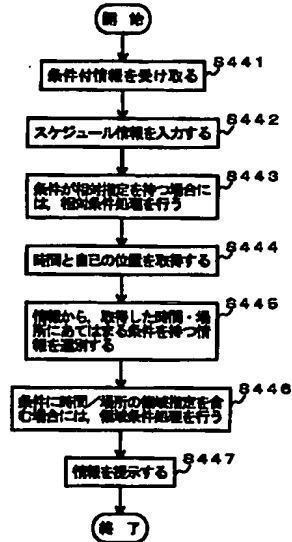 開 始
条件付情報を受け取る
S441
スケジュール情報を入力する
S442
条件が相対指定を持つ場合に
は，相対条件処理を行う
S443
時間と自己の位置を取得する
S444
情報から，取得した時間・場
所にあてはまる条件を持つ情
報を選別する
S445
条件に時間／場所の領域指定を含
む場合には，領域条件処理を行う
S446
情報を提示する
S447
終 了